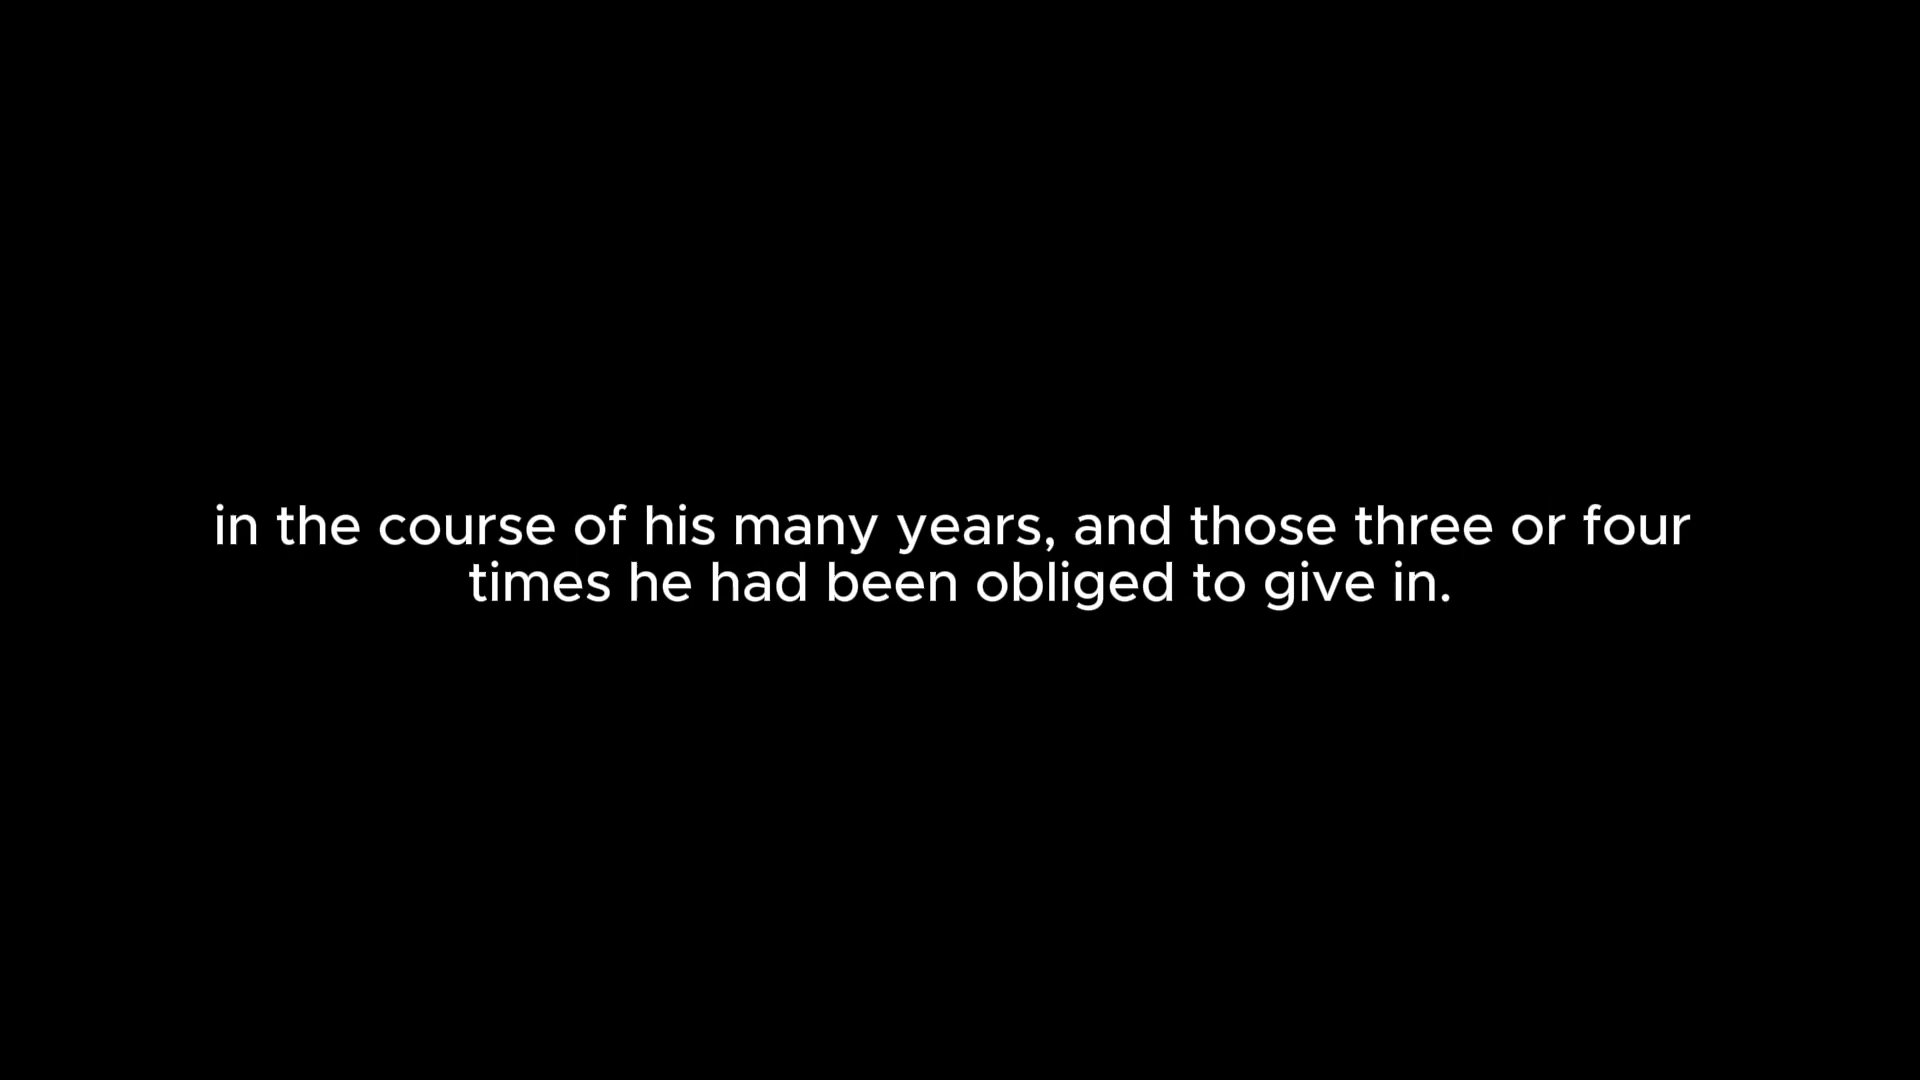 in the course of his many years, and those three or four
times he had been obliged to give in.